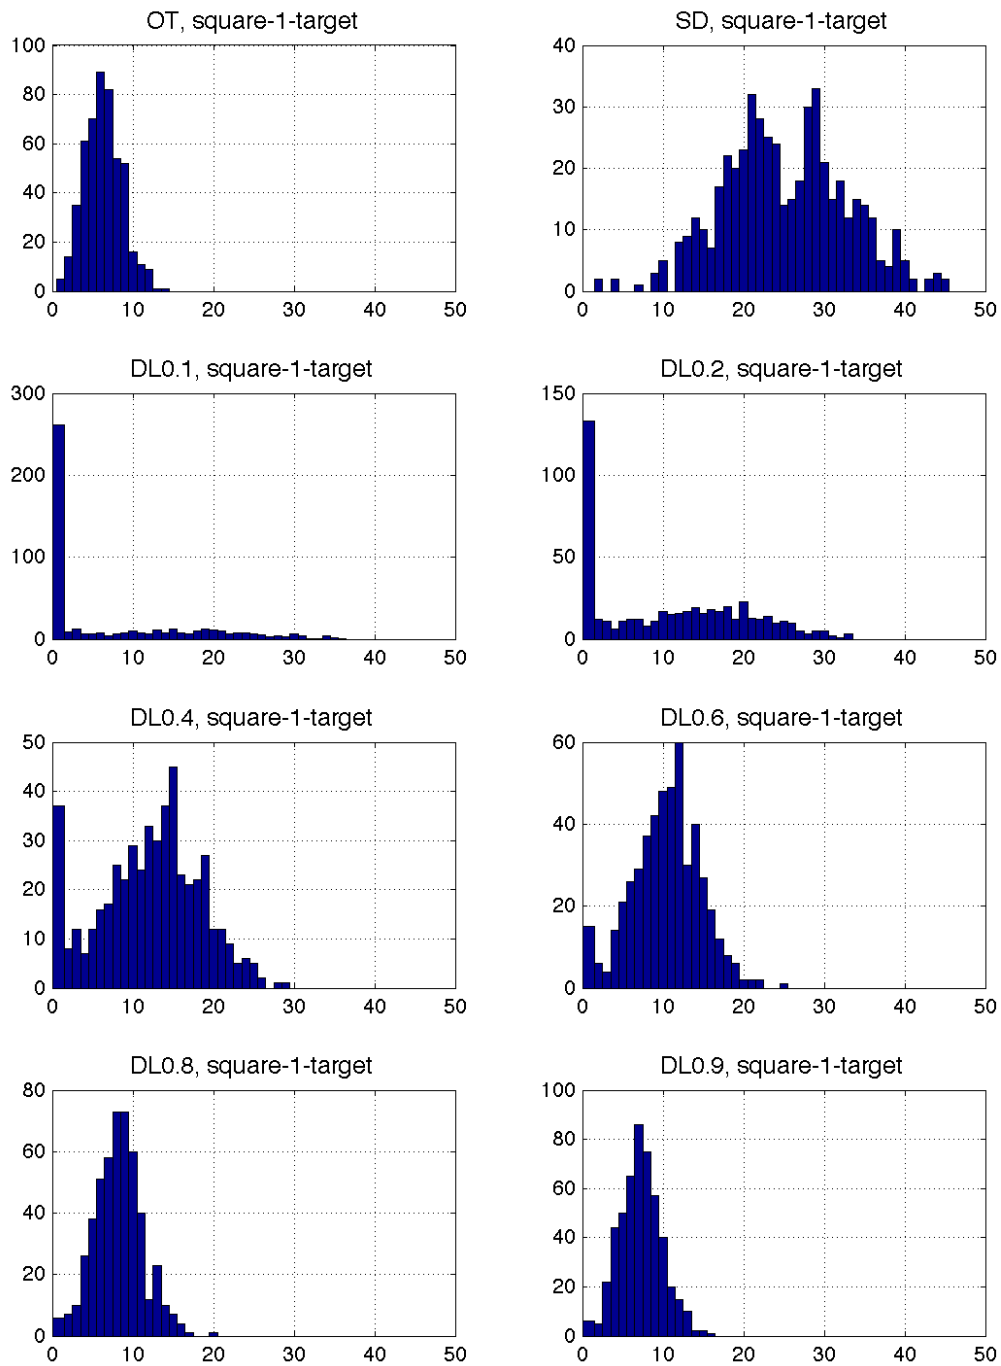 OT, square-1-target
100
80
60
40
20
0
0 10 20 30 40 50
SD, square-1-target
40
30
20
10
0
0 10 20 30 40 50
DL0.1, square-1-target
300
200
100
0
0 10 20 30 40 50
DL0.2, square-1-target
150
100
50
0
0 10 20 30 40 50
DL0.4, square-1-target
50
40
30
20
10
0
0 10 20 30 40 50
DL0.6, square-1-target
60
40
20
0
0 10 20 30 40 50
DL0.8, square-1-target
80
60
40
20
0
0 10 20 30 40 50
DL0.9, square-1-target
100
80
60
40
20
0
0 10 20 30 40 50